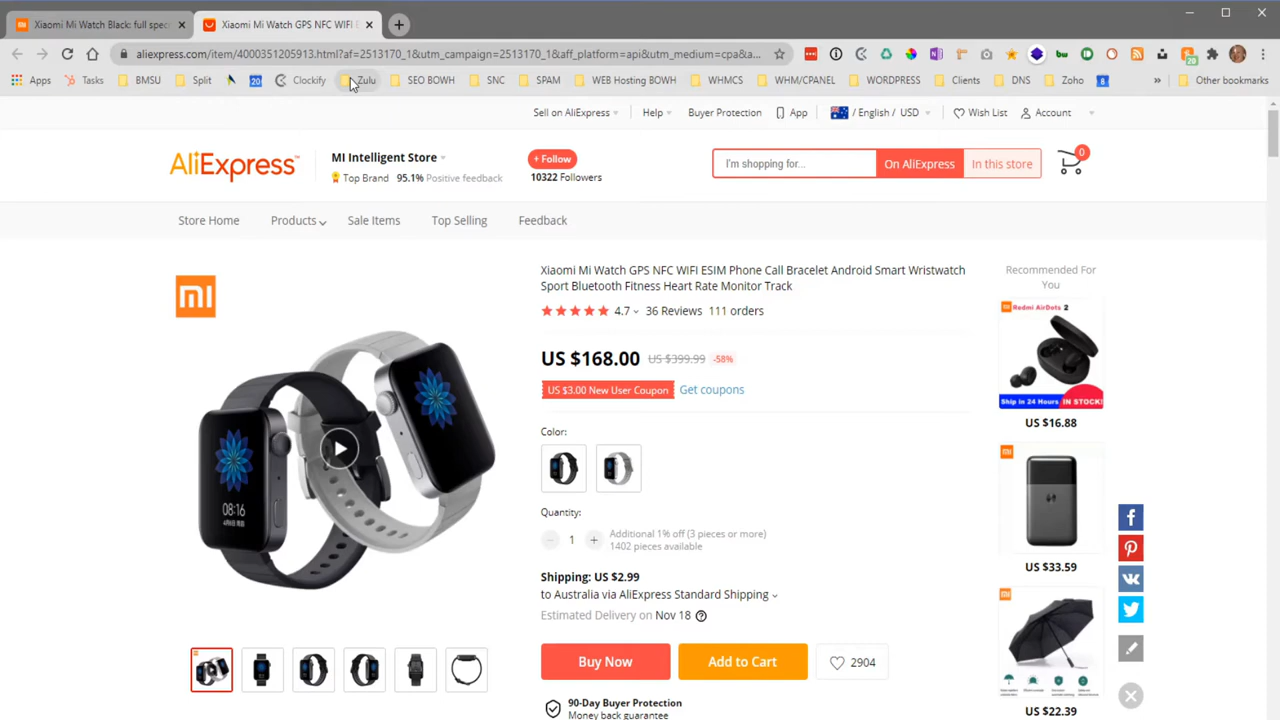 Xiaomi Mi Watch Black: full spec
Xiaomi Mi Watch GPS NFC WIFI E
aliexpress.com/item/4000351205913.html?af=2513170_1&utm_campaign=2513170_1&aff_platform=api&utm_medium=cpa&a...
20
Apps Tasks BMSU Split 20 Clockify Zulu SEO BOWH SNC SPAM WEB Hosting BOWH WHMCS WHM/CPANEL WORDPRESS Clients DNS Zoho » Other bookmarks
Sell on AliExpress Help Buyer Protection App / English / USD Wish List Account
AliExpress™
MI Intelligent Store
Top Brand 95.1% Positive feedback
+ Follow
10322 Followers
I'm shopping for...
On AliExpress
In this store
0
Store Home Products Sale Items Top Selling Feedback
mi
08:16
Xiaomi Mi Watch GPS NFC WIFI ESIM Phone Call Bracelet Android Smart Wristwatch
Sport Bluetooth Fitness Heart Rate Monitor Track
4.7 36 Reviews 111 orders
US $168.00 US $399.99 -58%
US $3.00 New User Coupon Get coupons
Color:
Quantity:
1
Additional 1% off (3 pieces or more)
1402 pieces available
Shipping: US $2.99
to Australia via AliExpress Standard Shipping
Estimated Delivery on Nov 18
Buy Now
Add to Cart
2904
90-Day Buyer Protection
Money back guarantee
Recommended For
You
Redmi AirDots 2
Ship in 24 Hours IN STOCK!
US $16.88
US $33.59
US $22.39